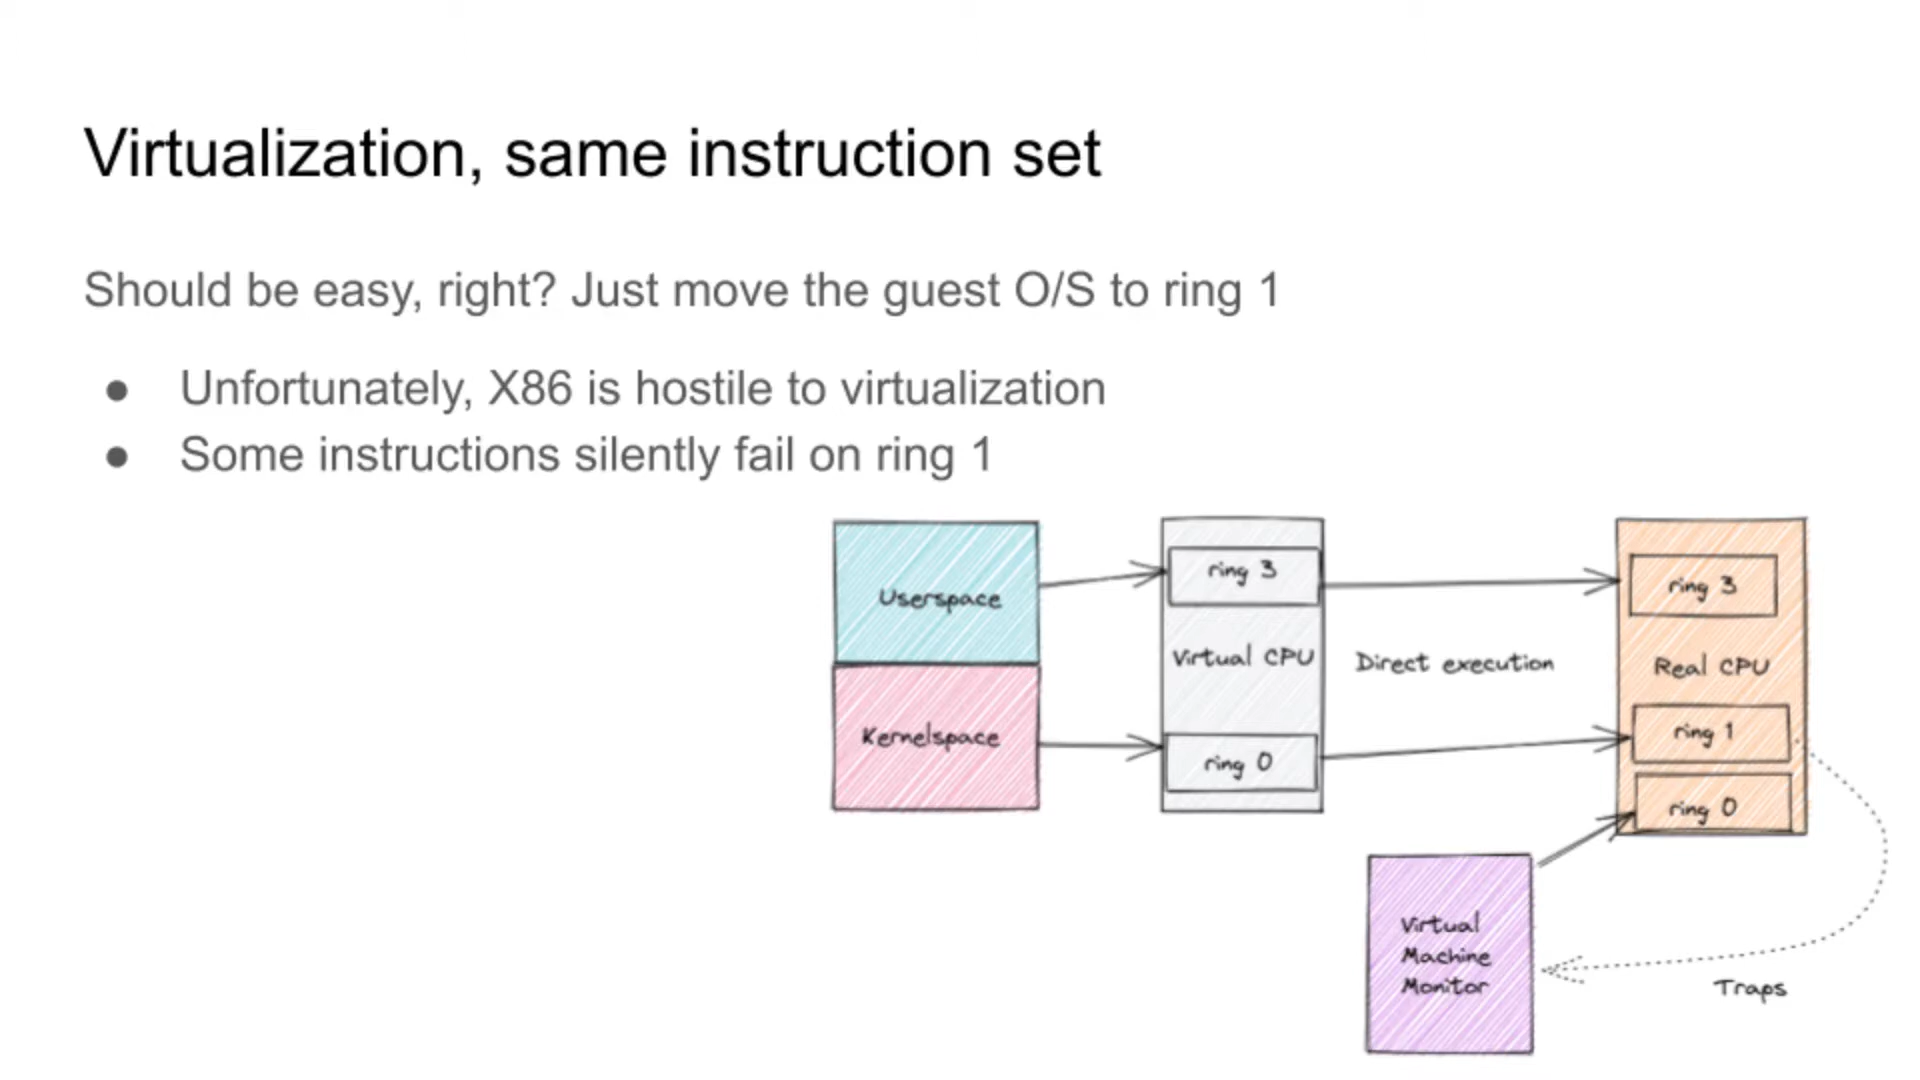 Virtualization, same instruction set
Should be easy, right? Just move the guest O/S to ring 1
● Unfortunately, X86 is hostile to virtualization
● Some instructions silently fail on ring 1
Userspace
Kernelspace
ring 3
Virtual CPU
ring 0
Direct execution
ring 3
Real CPU
ring 1
ring 0
Virtual
Machine
Monitor
Traps